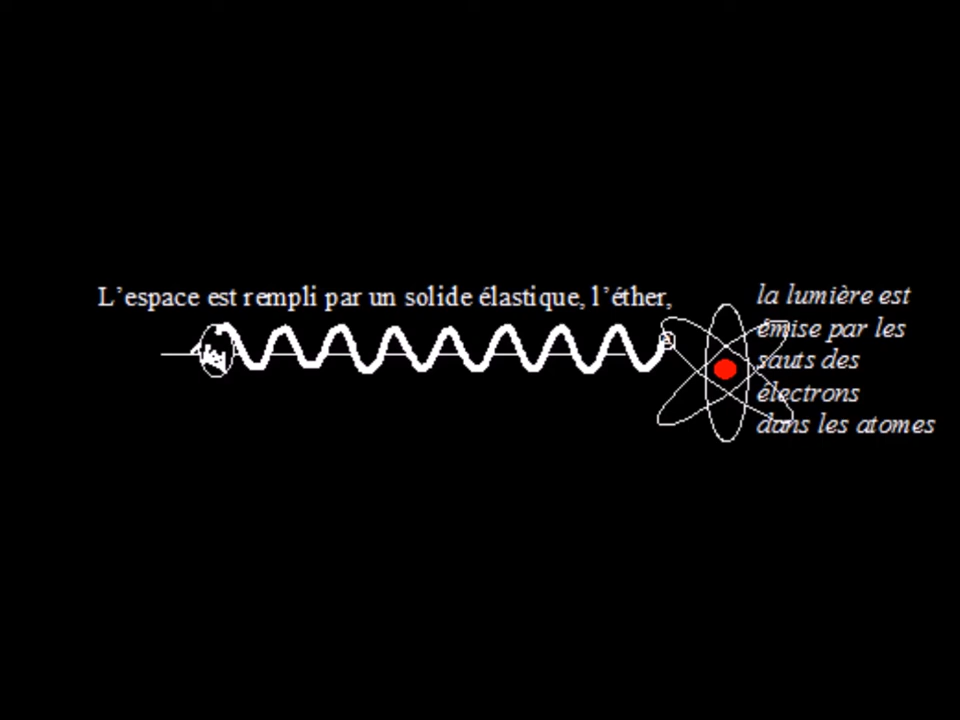 L’espace est rempli par un solide élastique, l’éther,
la lumière est
émise par les
sauts des
électrons
dans les atomes